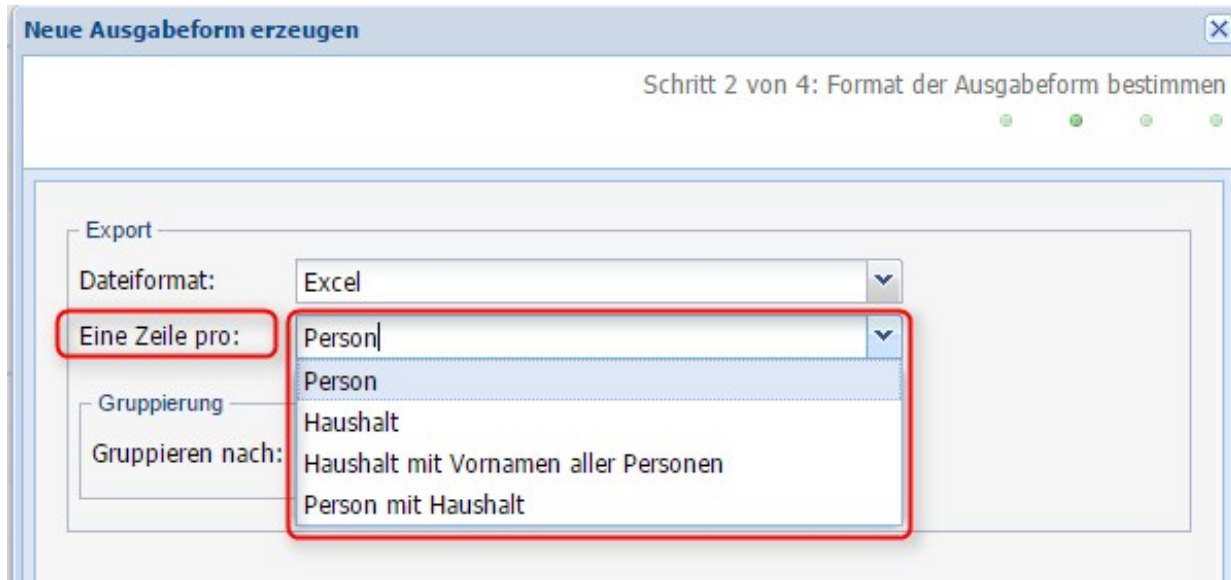 Neue Ausgabeform erzeugen
Schritt 2 von 4: Format der Ausgabeform bestimmen
Export
Dateiformat:
Excel
Eine Zeile pro:
Person
Person
Gruppierung
Haushalt
Gruppieren nach:
Haushalt mit Vornamen aller Personen
Person mit Haushalt